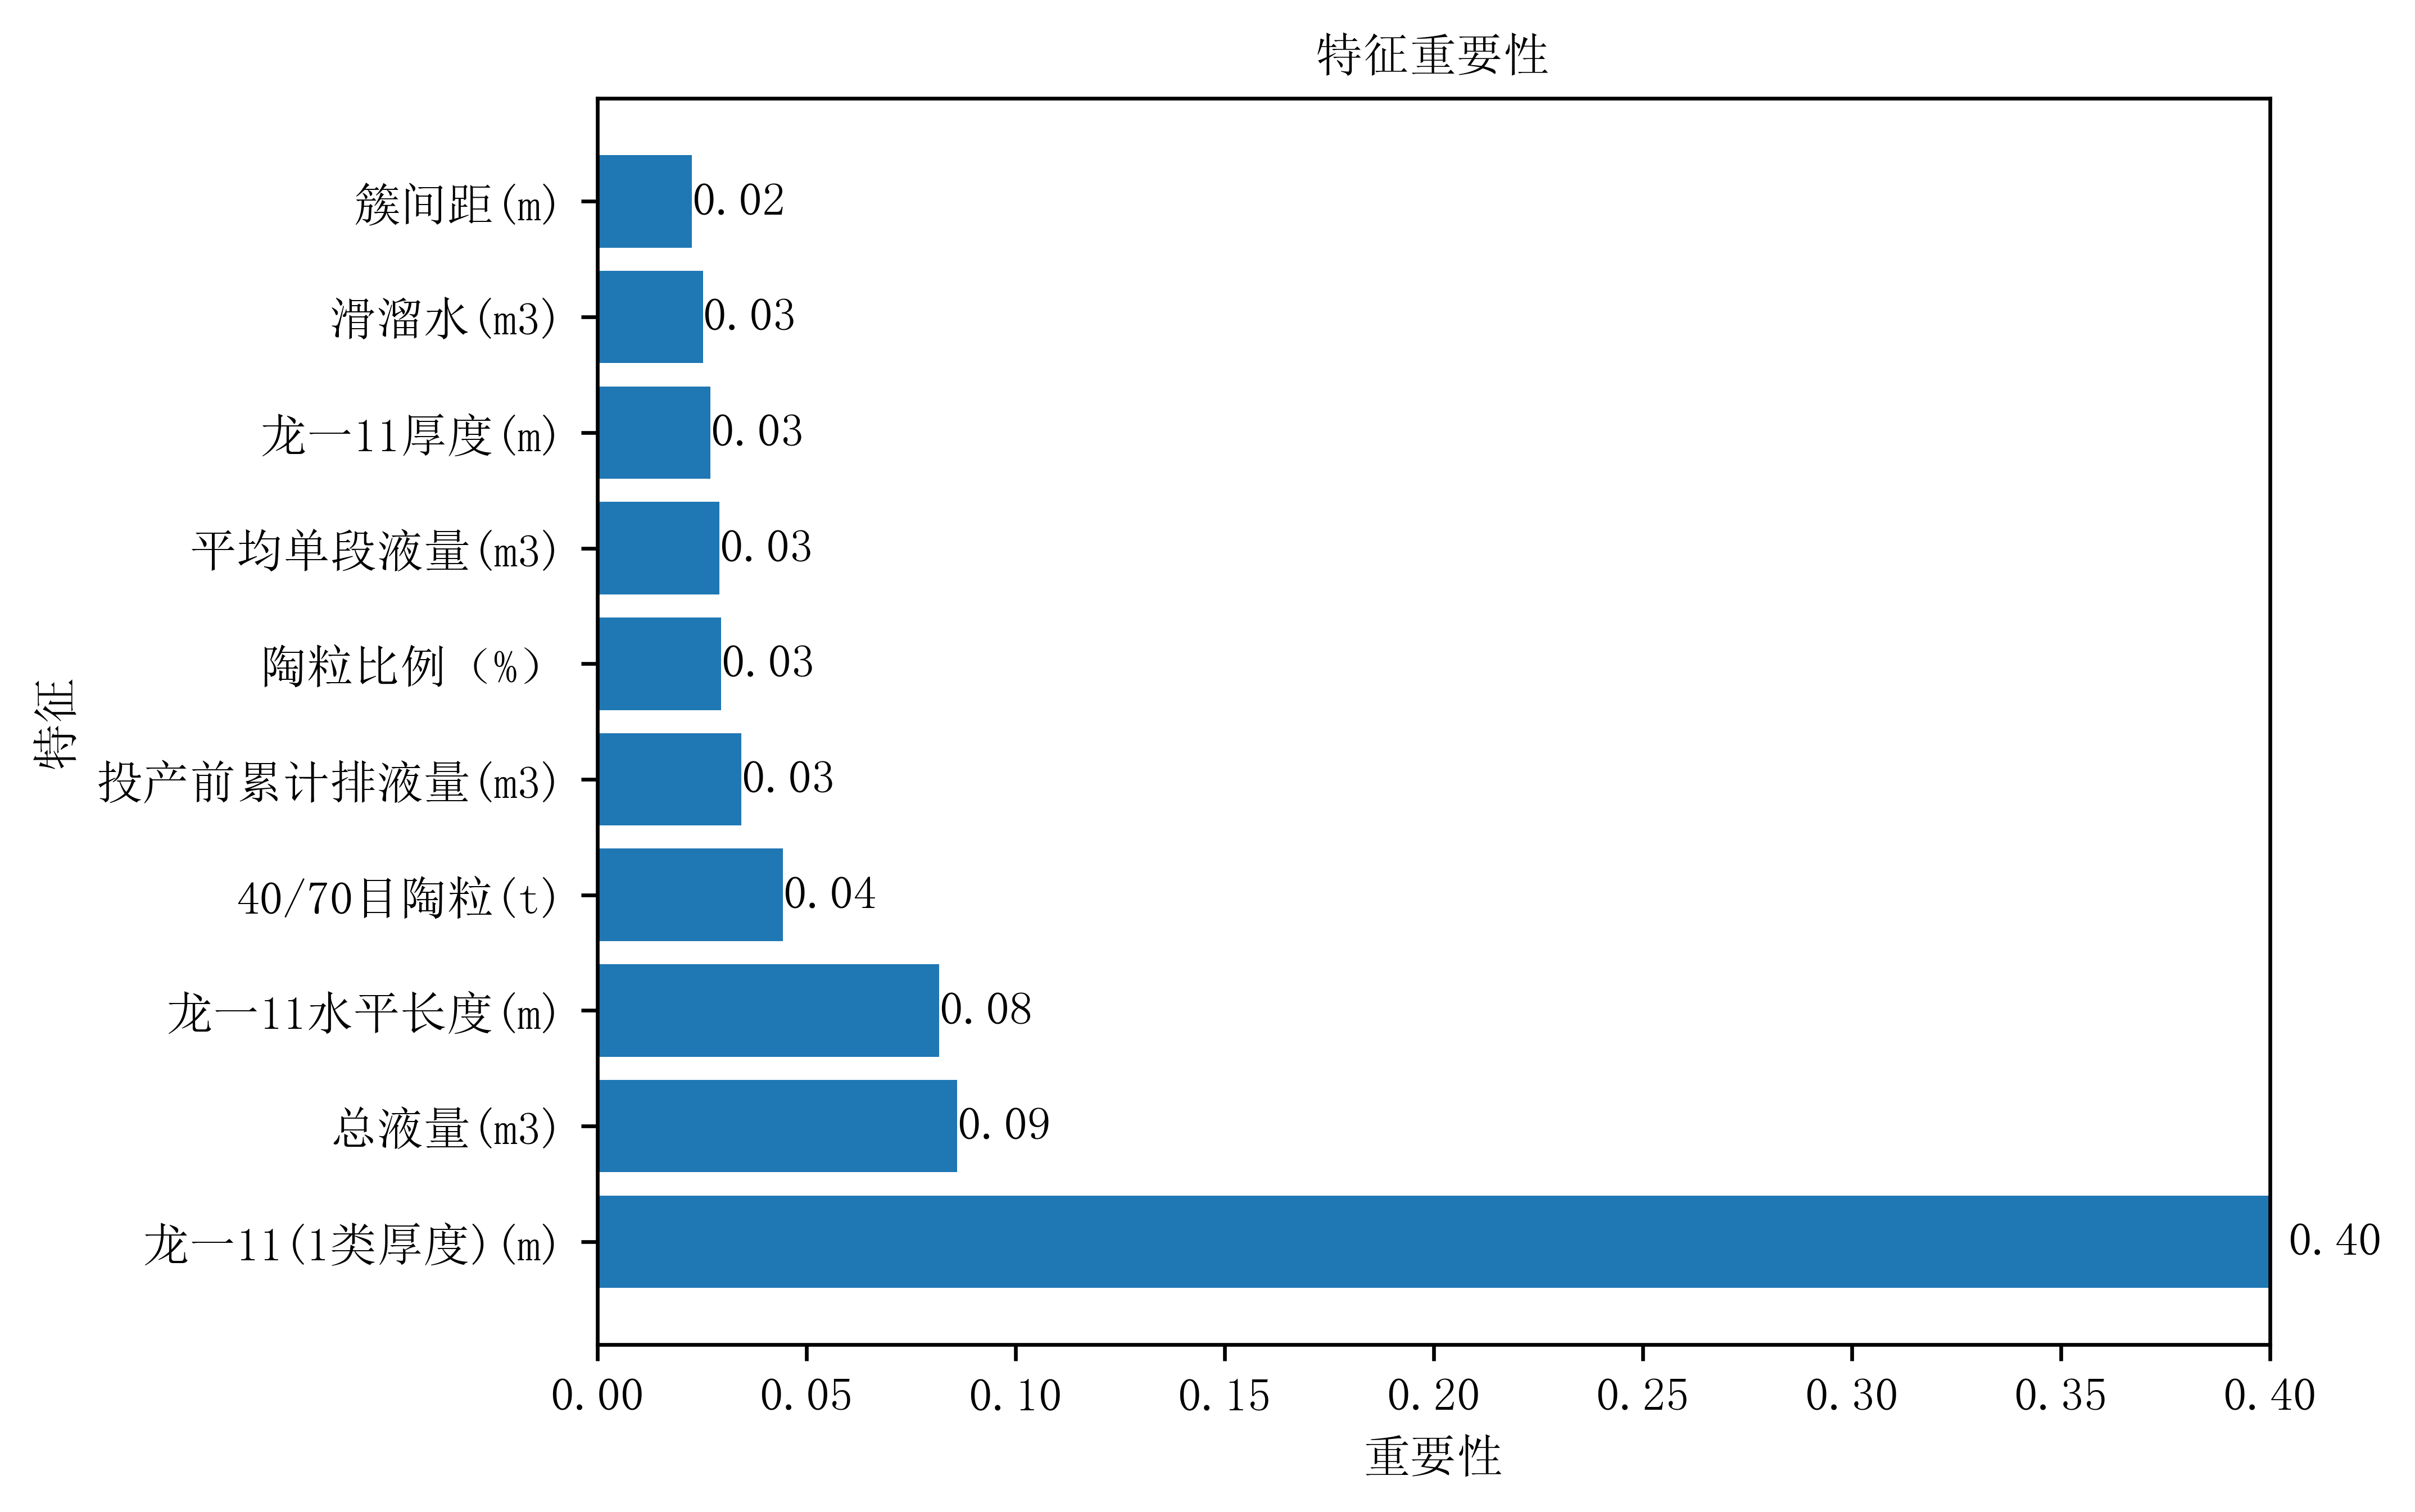 特征重要性
特征
簇间距(m)
0.02
滑溜水(m3)
0.03
龙一11厚度(m)
0.03
平均单段液量(m3)
0.03
陶粒比例（%）
0.03
投产前累计排液量(m3)
0.03
40/70目陶粒(t)
0.04
龙一11水平长度(m)
0.08
总液量(m3)
0.09
龙一11(1类厚度)(m)
0.40
0.00 0.05 0.10 0.15 0.20 0.25 0.30 0.35 0.40
重要性